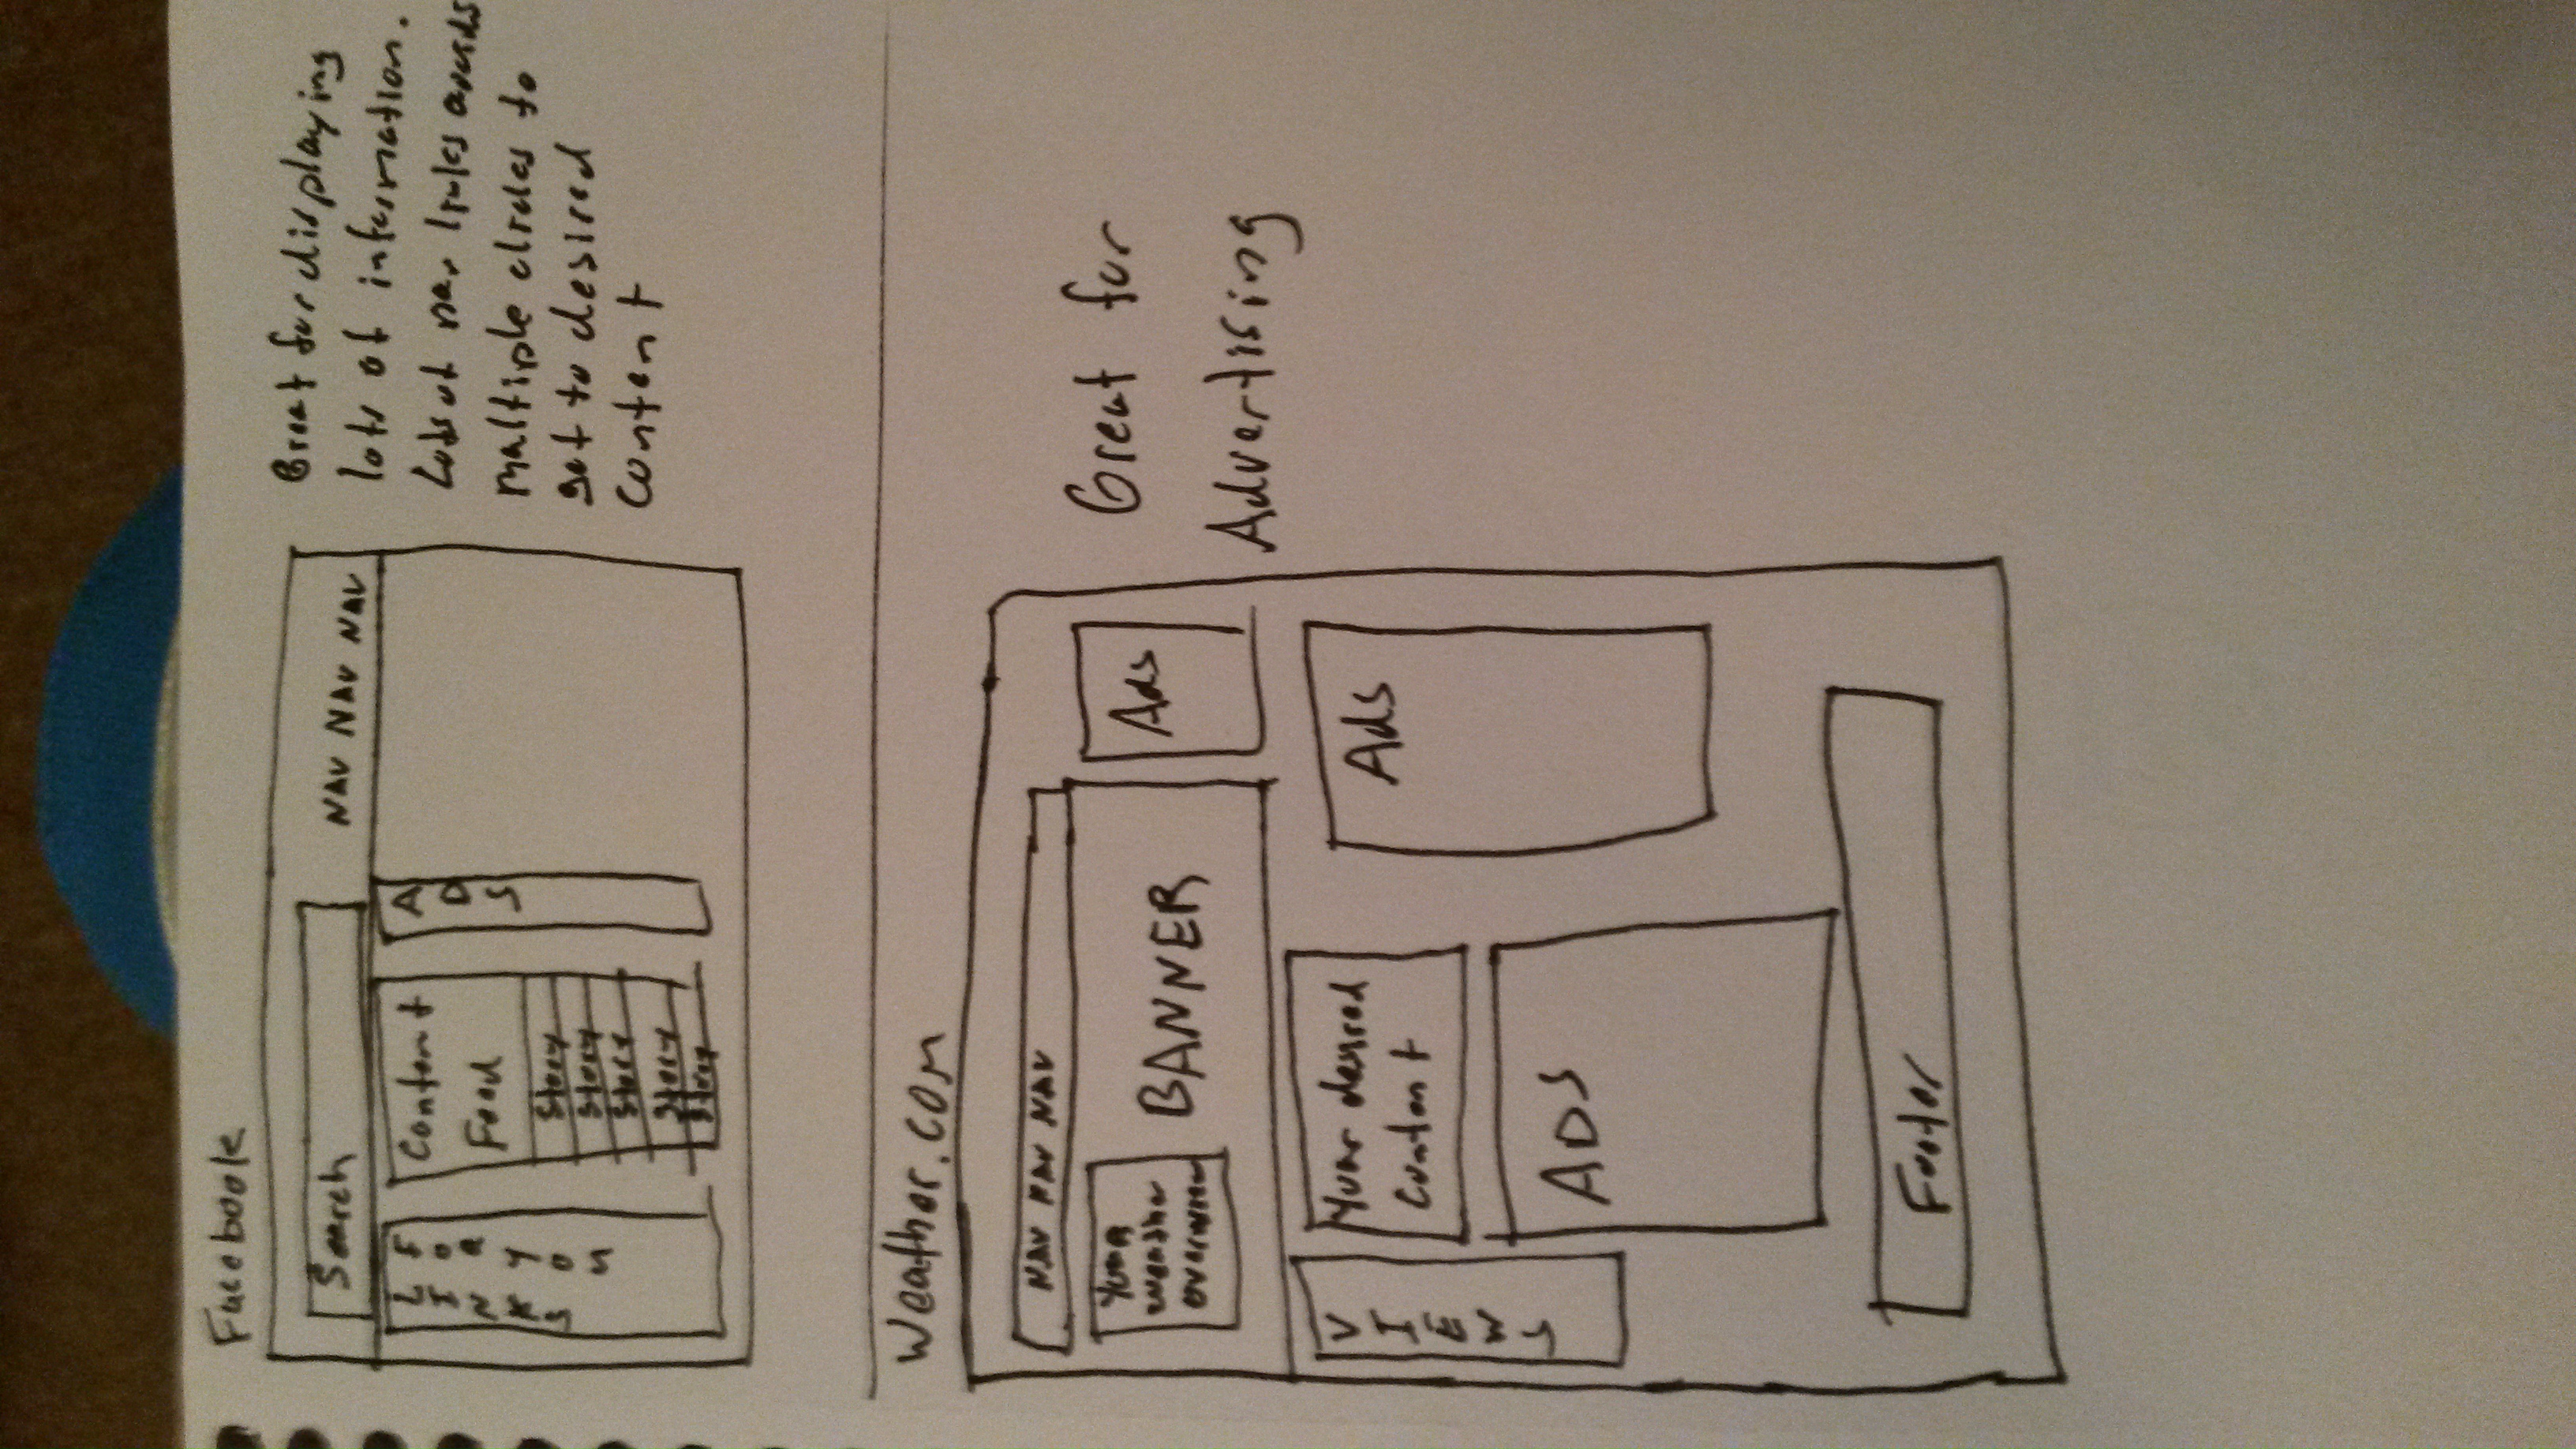 Facebook
Search
NAV NAV NAV
LINKS
FOR YOU
Content
Feed
Story
Story
Story
Story
Story
ADS
Great for displaying
lots of information.
Lots of nav links avoids
multiple clicks to
get to desired
content
Weather.com
NAV NAV NAV
Your
weather
overview
BANNER
Ads
Great for
Advertising
VIEWS
Your desired
content
Ads
ADS
Footer